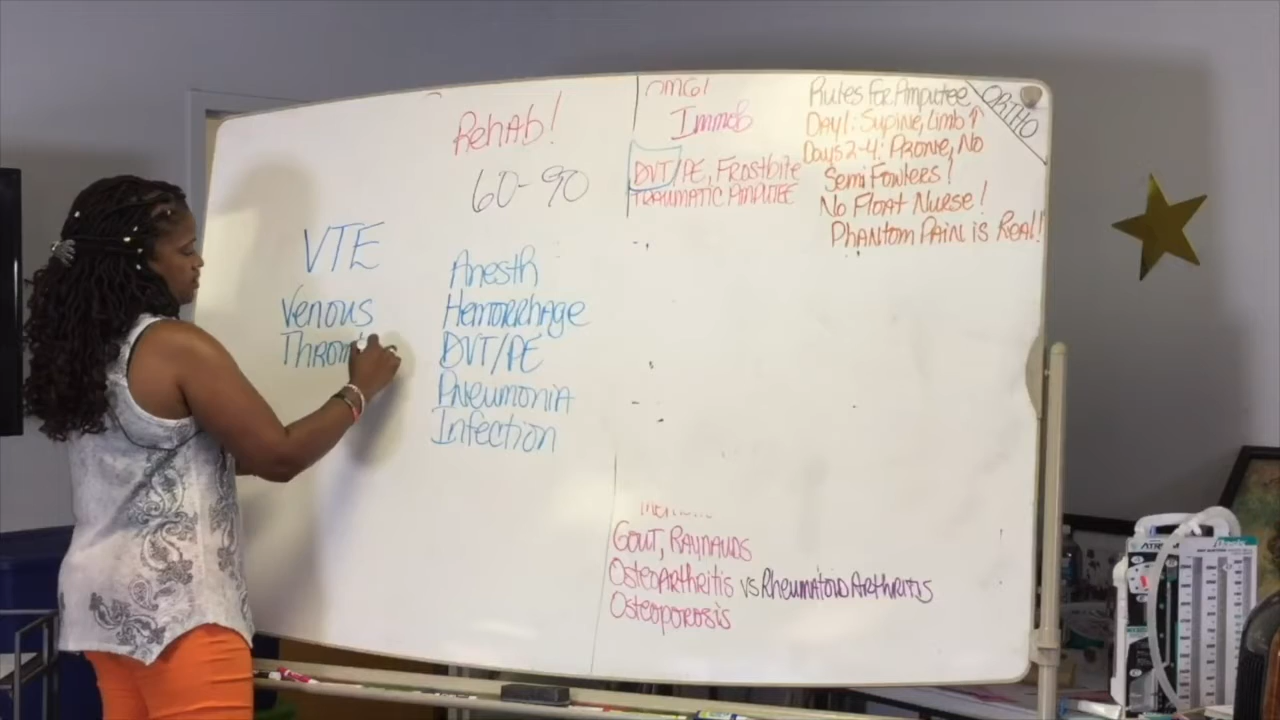 Rehab!
60-90
VTE
Venous
Throm
Anesth
Hemorrhage
DVT/PE
Pneumonia
Infection
OMG!
Immob
DVT/PE, Frostbite
TRAUMATIC AMPUTEE
Rules for Amputee
Day 1: Supine, Limb ↑
Days 2-4: Prone, No
Semi Fowlers!
No Float Nurse!
Phantom Pain is Real!
ORTHO
Gout, Raynauds
Osteoarthritis vs Rheumatoid Arthritis
Osteoporosis